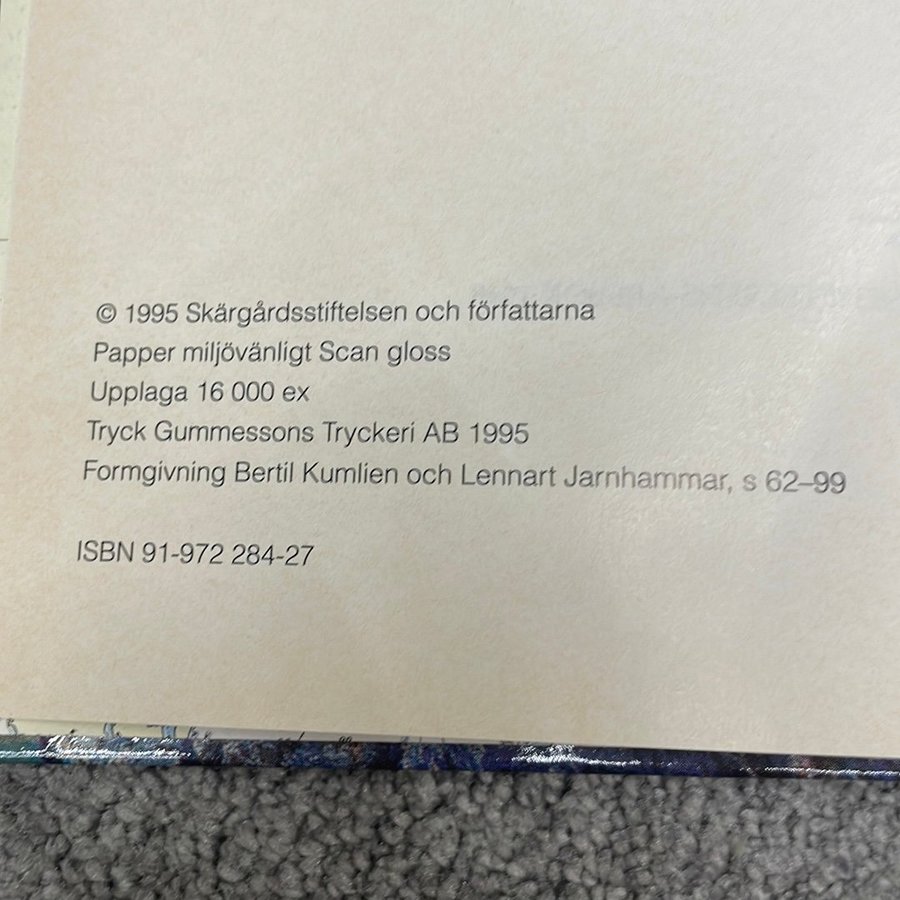 © 1995 Skärgårdsstiftelsen och författarna
Papper miljövänligt Scan gloss
Upplaga 16 000 ex
Tryck Gummessons Tryckeri AB 1995
Formgivning Bertil Kumlien och Lennart Jarnhammar, s 62–99
ISBN 91-972 284-27